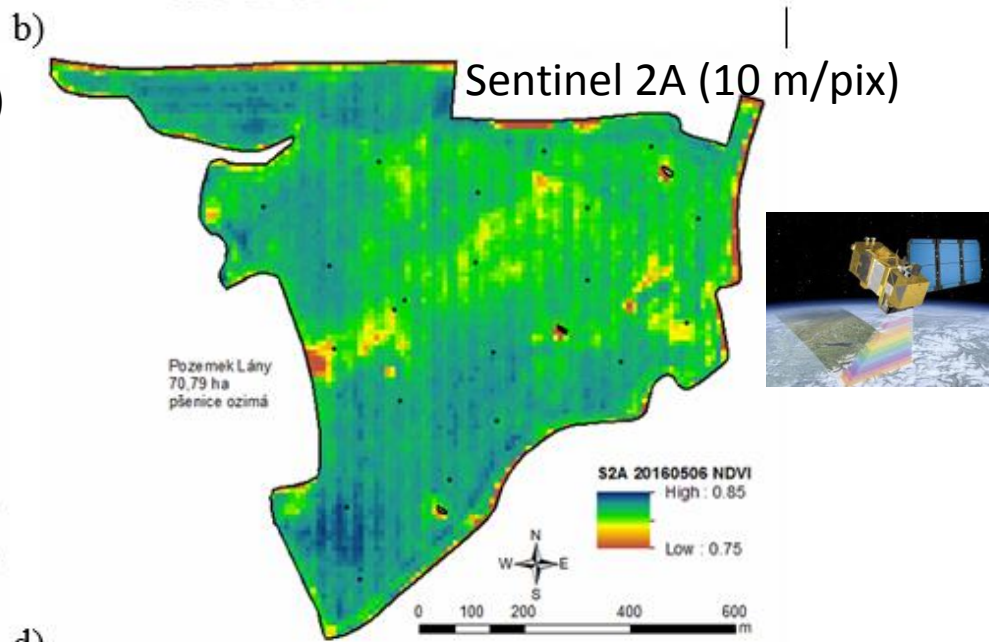 b)
Sentinel 2A (10 m/pix)
Pozemek Lány
70,79 ha
pšenice ozimá
S2A 20160506 NDVI
High : 0.85
Low : 0.75
N
W E
S
0 100 200 400 600
m
d)